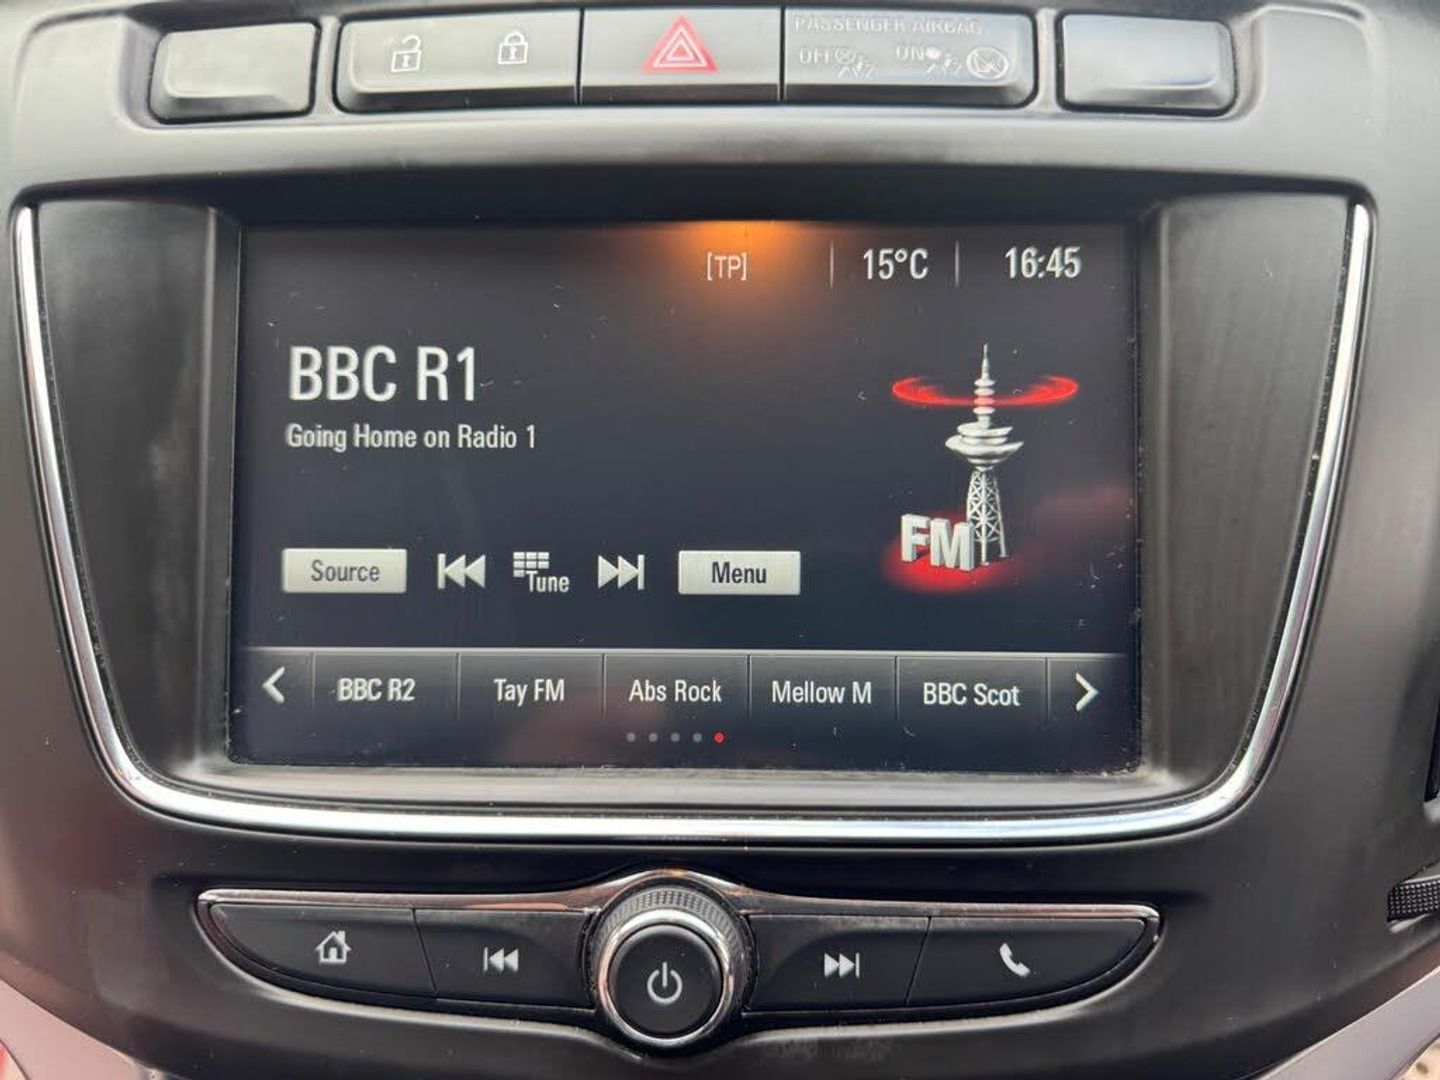 PASSENGER AIRBAG
OFF ON
[TP] 15°C 16:45
BBC R1
Going Home on Radio 1
FM
Source Tune Menu
BBC R2 Tay FM Abs Rock Mellow M BBC Scot